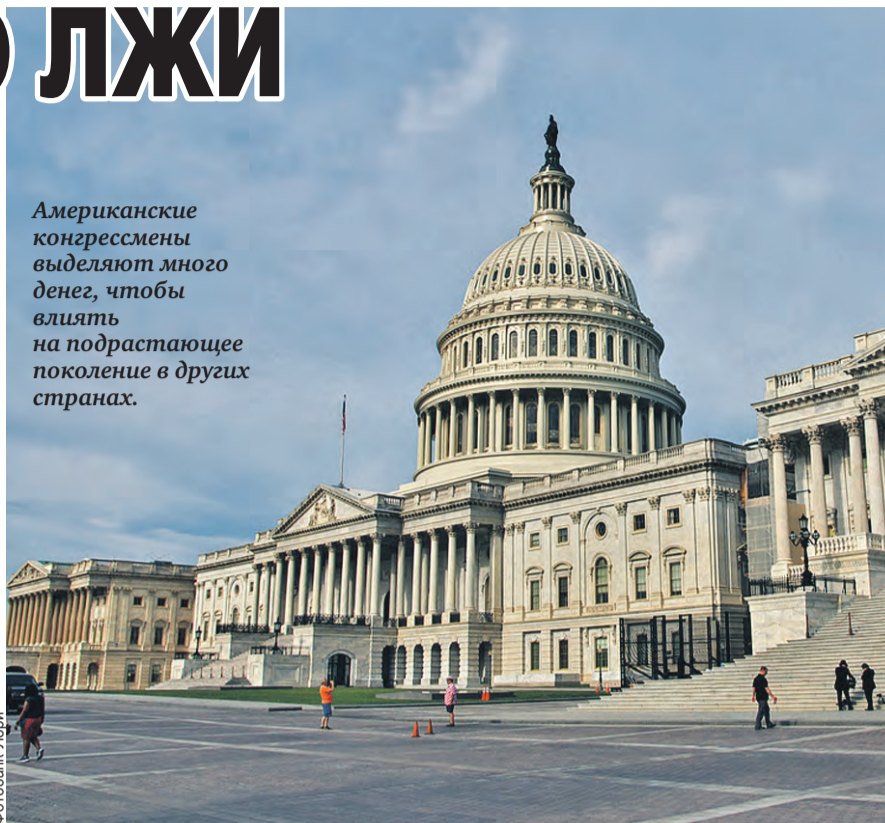 ЛЖИ
Американские
конгрессмены
выделяют много
денег, чтобы
влиять
на подрастающее
поколение в других
странах.